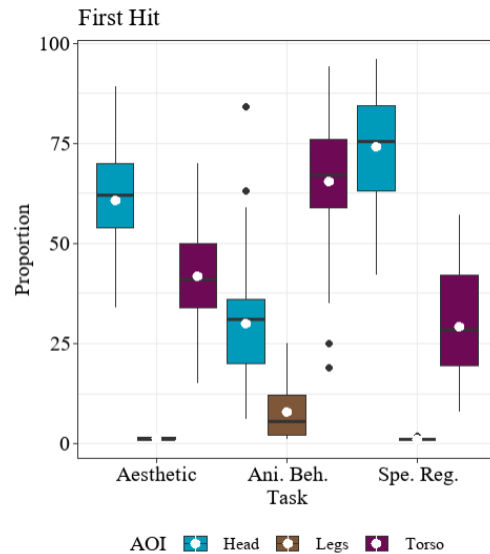 First Hit
100
75
50
25
0
Proportion
Aesthetic Ani. Beh. Spe. Reg.
Task
AOI Head Legs Torso